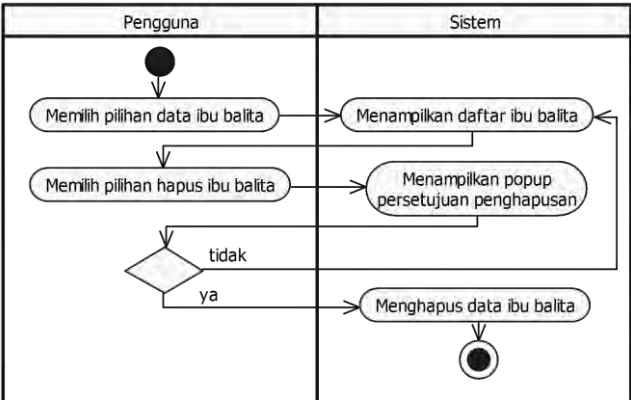 Pengguna
Sistem
Memilih pilihan data ibu balita
Menampilkan daftar ibu balita
Memilih pilihan hapus ibu balita
Menampilkan popup
persetujuan penghapusan
tidak
ya
Menghapus data ibu balita